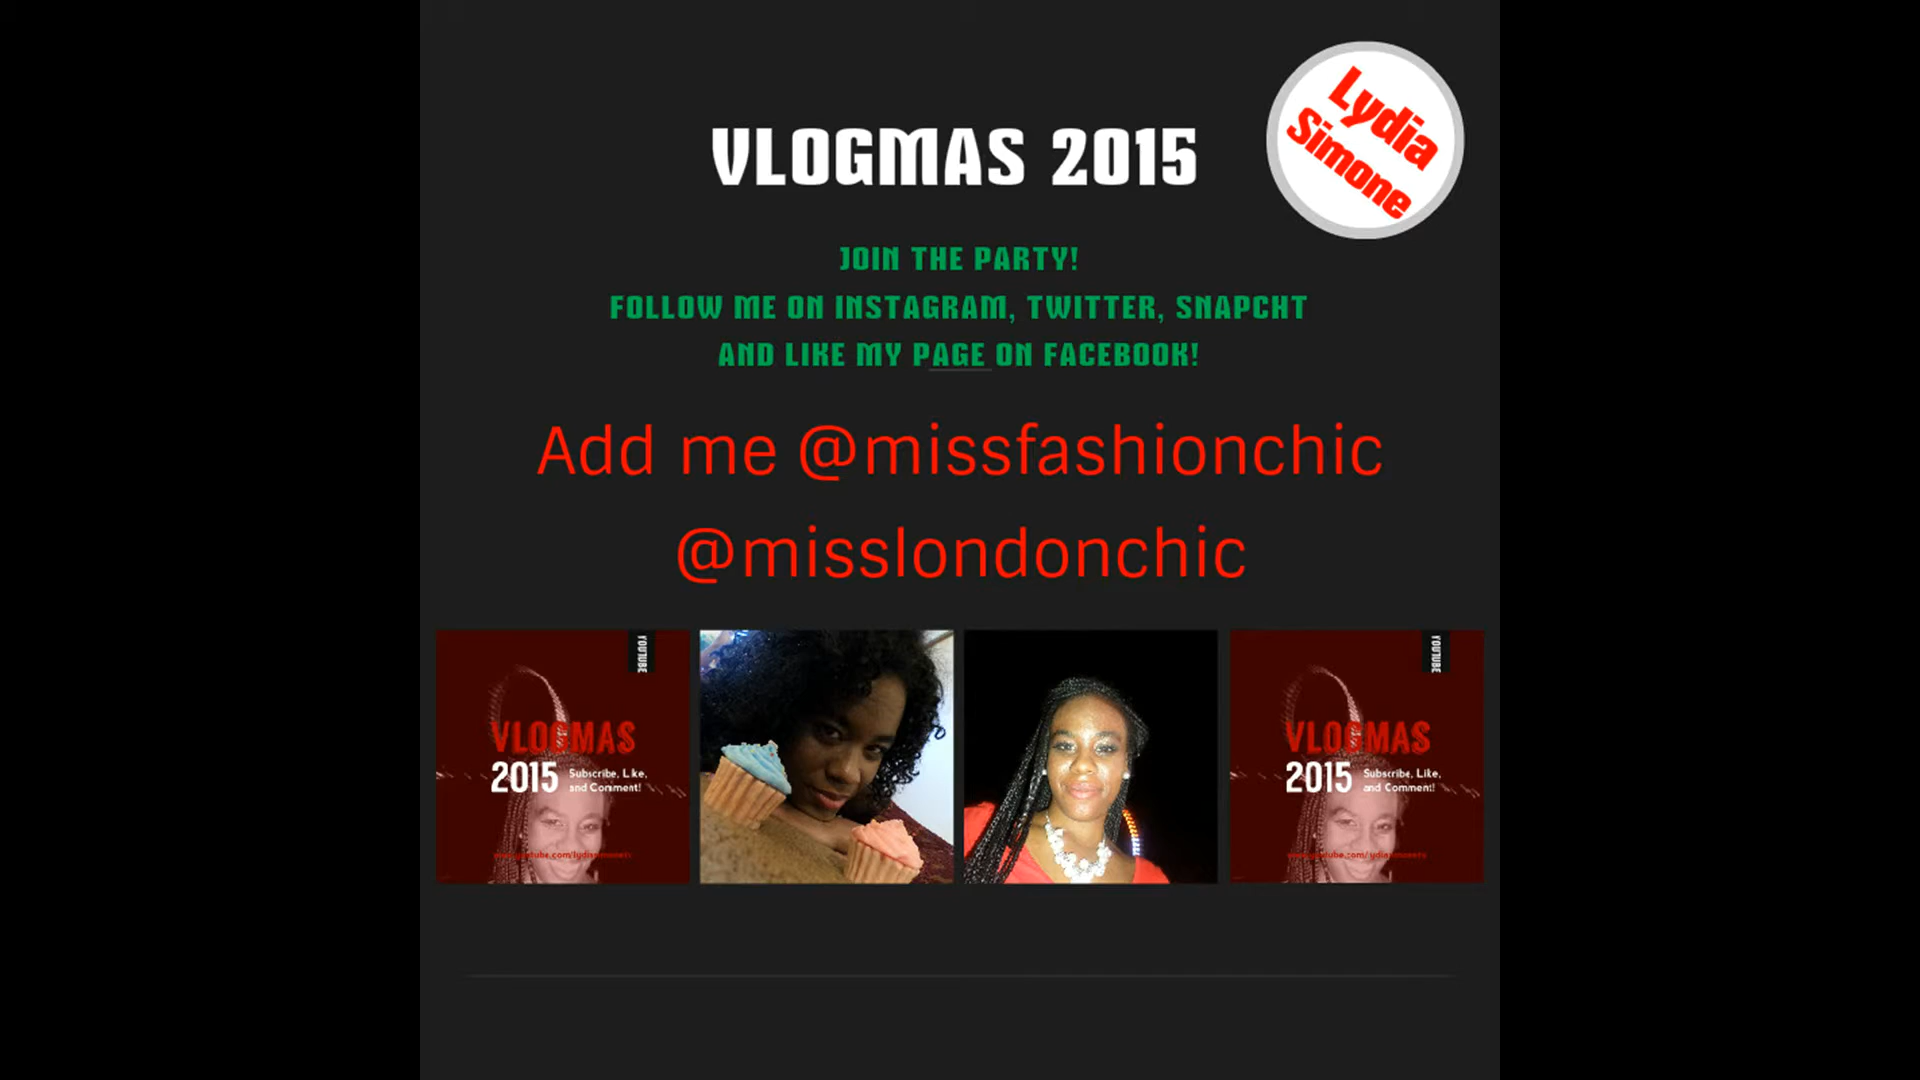 Lydia
Simone
VLOGMAS 2015
JOIN THE PARTY!
FOLLOW ME ON INSTAGRAM, TWITTER, SNAPCHT
AND LIKE MY PAGE ON FACEBOOK!
Add me @missfashionchic
@misslondonchic
YOUTUBE
VLOGMAS
2015 Subscribe, Like,
and Comment!
YOUTUBE
VLOGMAS
2015 Subscribe, Like,
and Comment!